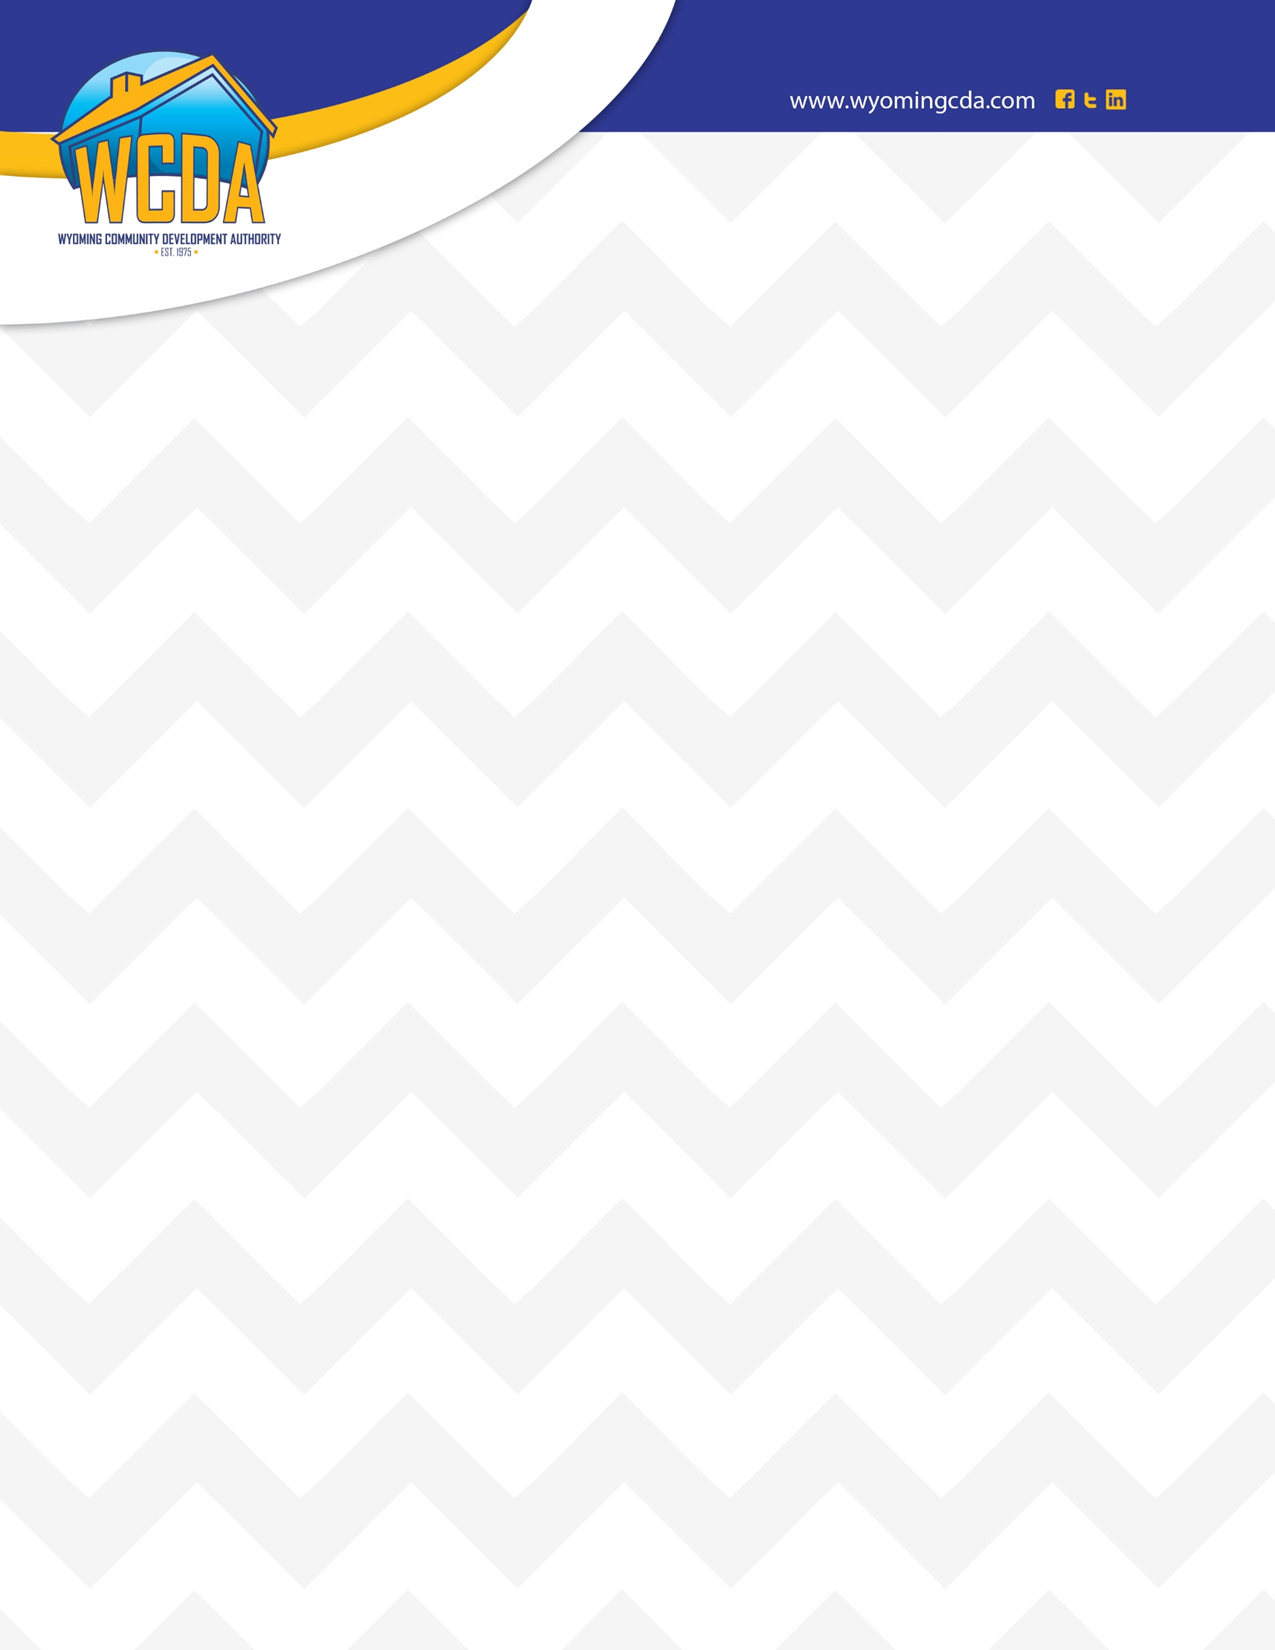 www.wyomingcda.com
WCDA
WYOMING COMMUNITY DEVELOPMENT AUTHORITY
• EST. 1975 •